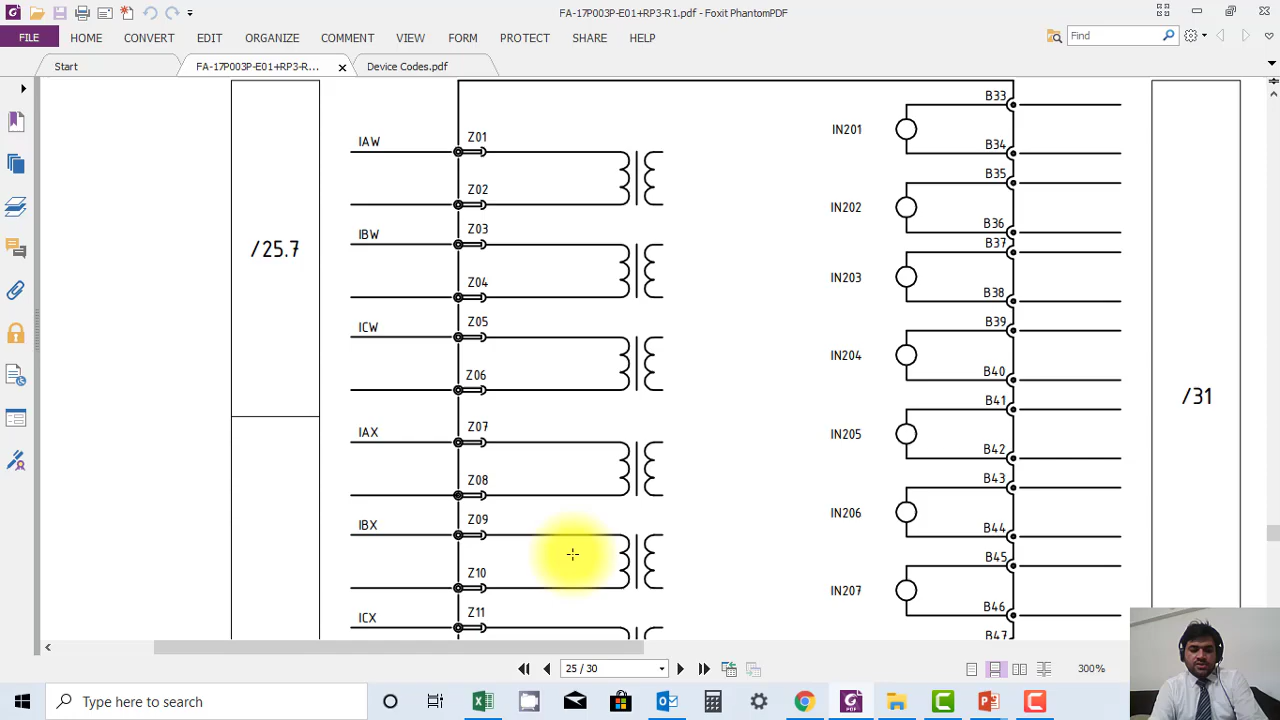 FA-17P003P-E01+RP3-R1.pdf - Foxit PhantomPDF
FILE HOME CONVERT EDIT ORGANIZE COMMENT VIEW FORM PROTECT SHARE HELP
Find
Start FA-17P003P-E01+RP3-R... Device Codes.pdf
/25.7
IAW
Z01
Z02
IBW
Z03
Z04
ICW
Z05
Z06
IAX
Z07
Z08
IBX
Z09
Z10
ICX
Z11
IN201
B33
B34
IN202
B35
B36
IN203
B37
B38
IN204
B39
B40
IN205
B41
B42
IN206
B43
B44
IN207
B45
B46
B47
/31
25 / 30
300%
Type here to search
PDF